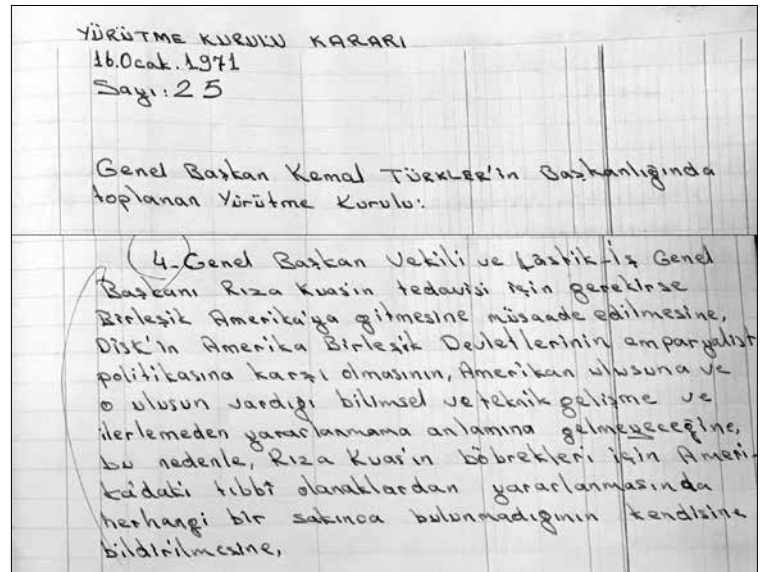 YÜRÜTME KURULU KARARI
16.Ocak.1971
Sayı: 25
Genel Başkan Kemal TÜRKLER'in Başkanlığında
toplanan Yürütme Kurulu:
4-Genel Başkan Vekili ve Lâstik-İş Genel
Başkanı Rıza Kuas'ın tedavisi için gerekirse
Birleşik Amerika'ya gitmesine müsaade edilmesine,
DİSK'in Amerika Birleşik Devletlerinin emparyalist
politikasına karşı olmasının, Amerikan ulusuna ve
o ulusun vardığı bilimsel ve teknik gelişme ve
ilerlemeden yararlanmama anlamına gelmeyeceğine,
bu nedenle, Rıza Kuas'ın böbrekleri için Ameri-
ka'daki tıbbî olanaklardan yararlanmasında
herhangi bir sakınca bulunmadığının kendisine
bildirilmesine,